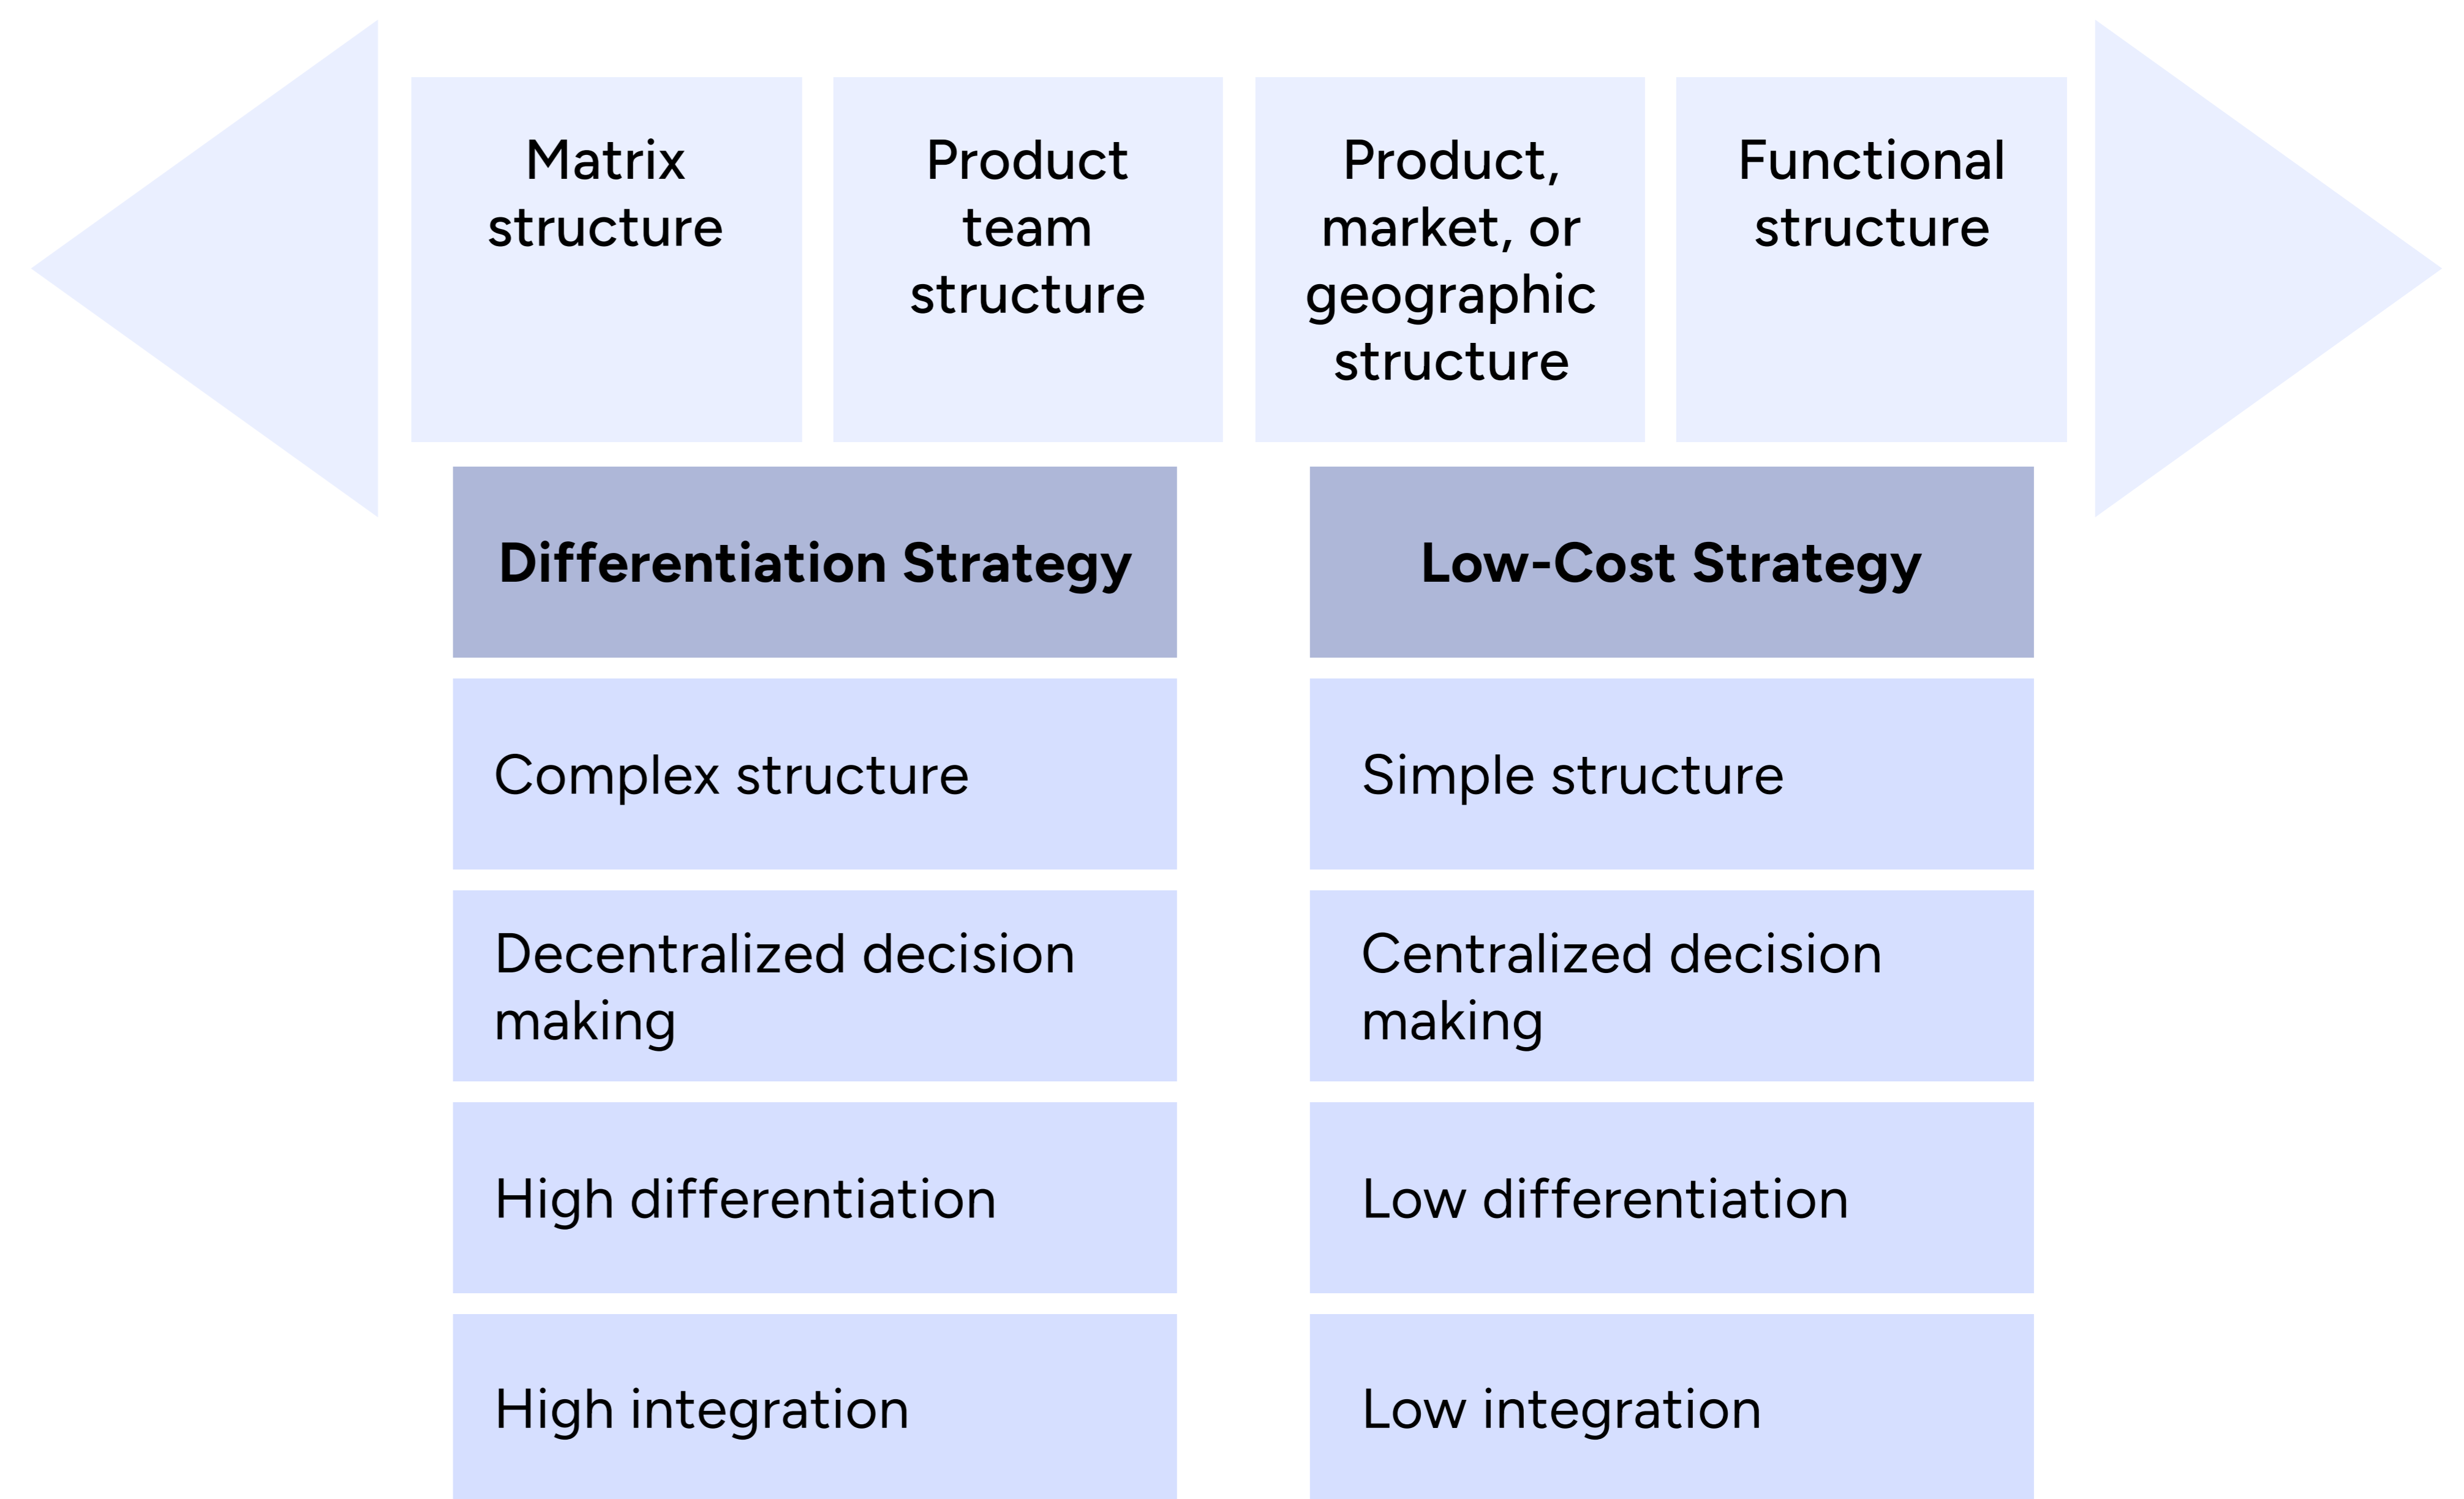 Matrix
structure
Product
team
structure
Product,
market, or
geographic
structure
Functional
structure
Differentiation Strategy
Low-Cost Strategy
Complex structure
Simple structure
Decentralized decision
making
Centralized decision
making
High differentiation
Low differentiation
High integration
Low integration